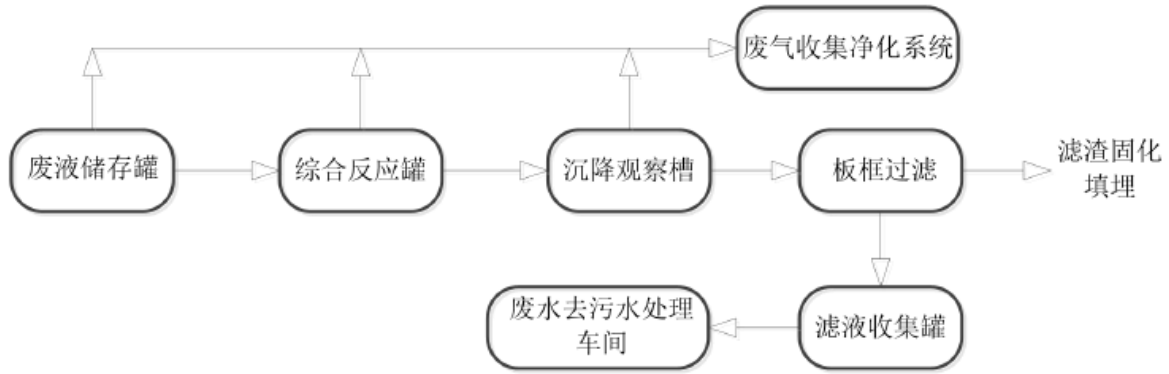 废气收集净化系统
废液储存罐
综合反应罐
沉降观察槽
板框过滤
滤渣固化
填埋
废水去污水处理
车间
滤液收集罐